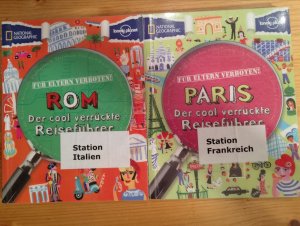 NATIONAL GEOGRAPHIC
lonely planet
FÜR ELTERN VERBOTEN!
ROM
Der cool verrückte
Reiseführer
Station
Italien
NATIONAL GEOGRAPHIC
lonely planet
FÜR ELTERN VERBOTEN!
PARIS
Der cool verrückte
Reiseführer
Station
Frankreich